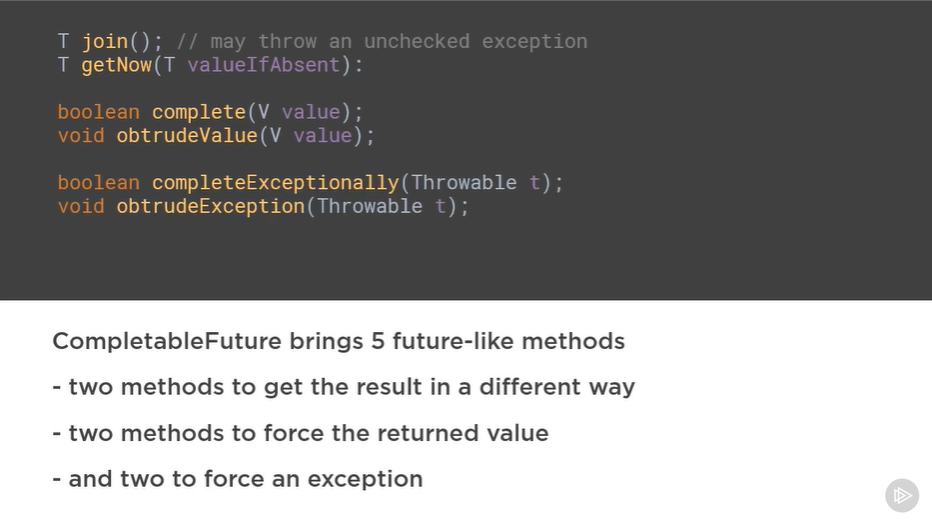 T join(); // may throw an unchecked exception
T getNow(T valueIfAbsent):
boolean complete(V value);
void obtrudeValue(V value);
boolean completeExceptionally(Throwable t);
void obtrudeException(Throwable t);
CompletableFuture brings 5 future-like methods
- two methods to get the result in a different way
- two methods to force the returned value
- and two to force an exception